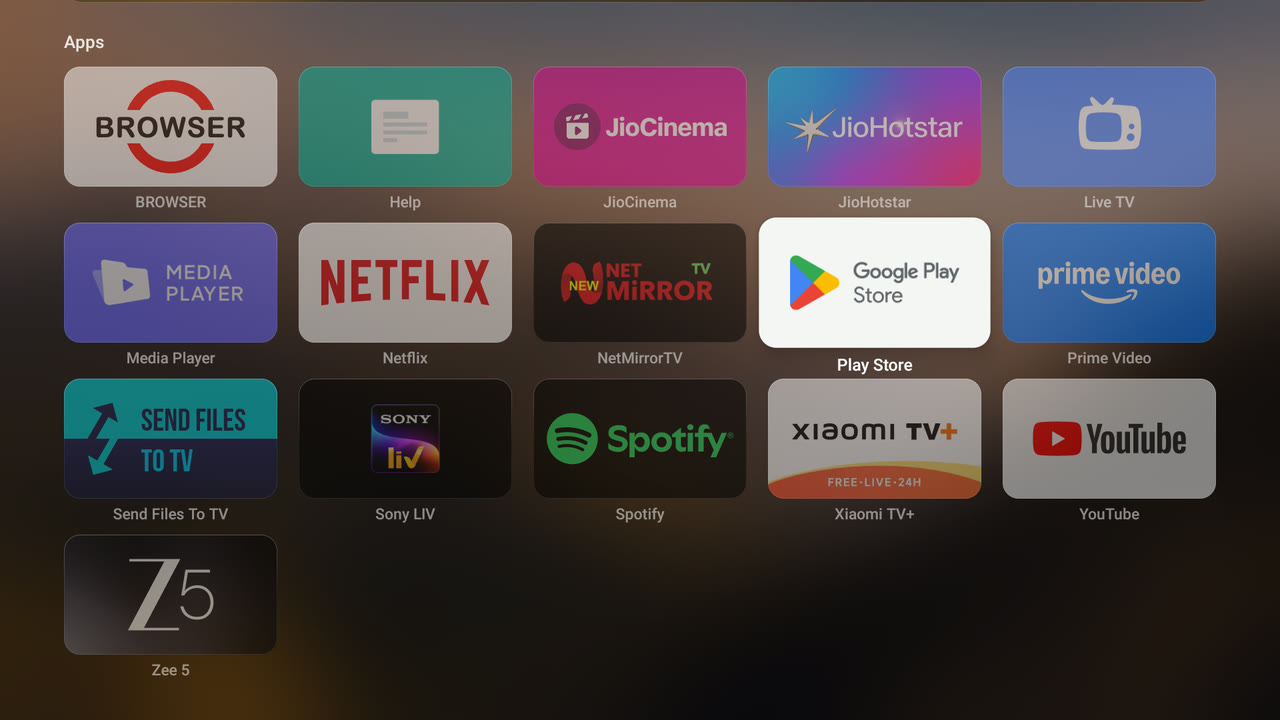 Apps
BROWSER
JioCinema
JioHotstar
BROWSER
Help
JioCinema
JioHotstar
Live TV
MEDIA
PLAYER
NETFLIX
NEW
NET
MiRROR
TV
Google Play
Store
prime video
Media Player
Netflix
NetMirrorTV
Play Store
Prime Video
SEND FILES
TO TV
SONY
liv
Spotify®
xiaomi TV+
FREE·LIVE·24H
YouTube
Send Files To TV
Sony LIV
Spotify
Xiaomi TV+
YouTube
Z5
Zee 5